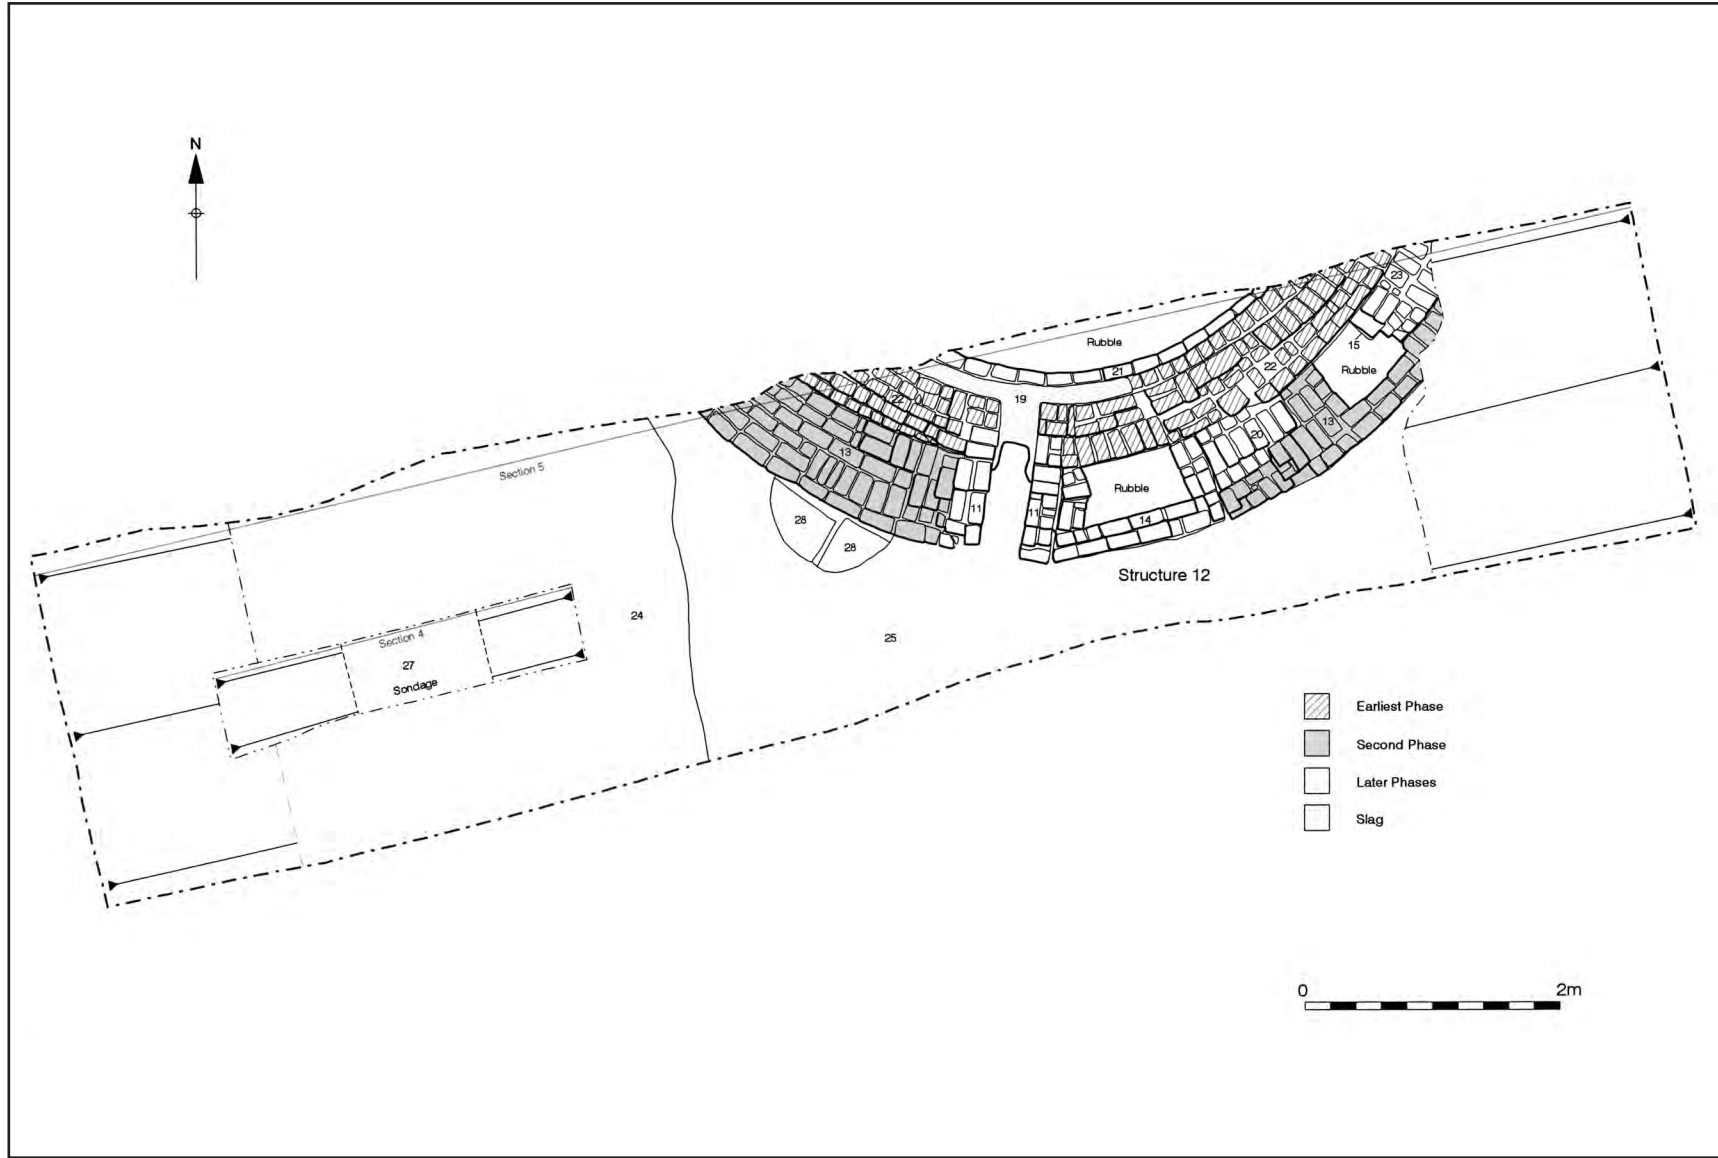 N
23
15
Rubble
Rubble
21
22
22
19
13
20
13
Section 5
Rubble
11
11
14
28
28
Structure 12
24
25
Section 4
27
Sondage
Earliest Phase
Second Phase
Later Phases
Slag
0 2m